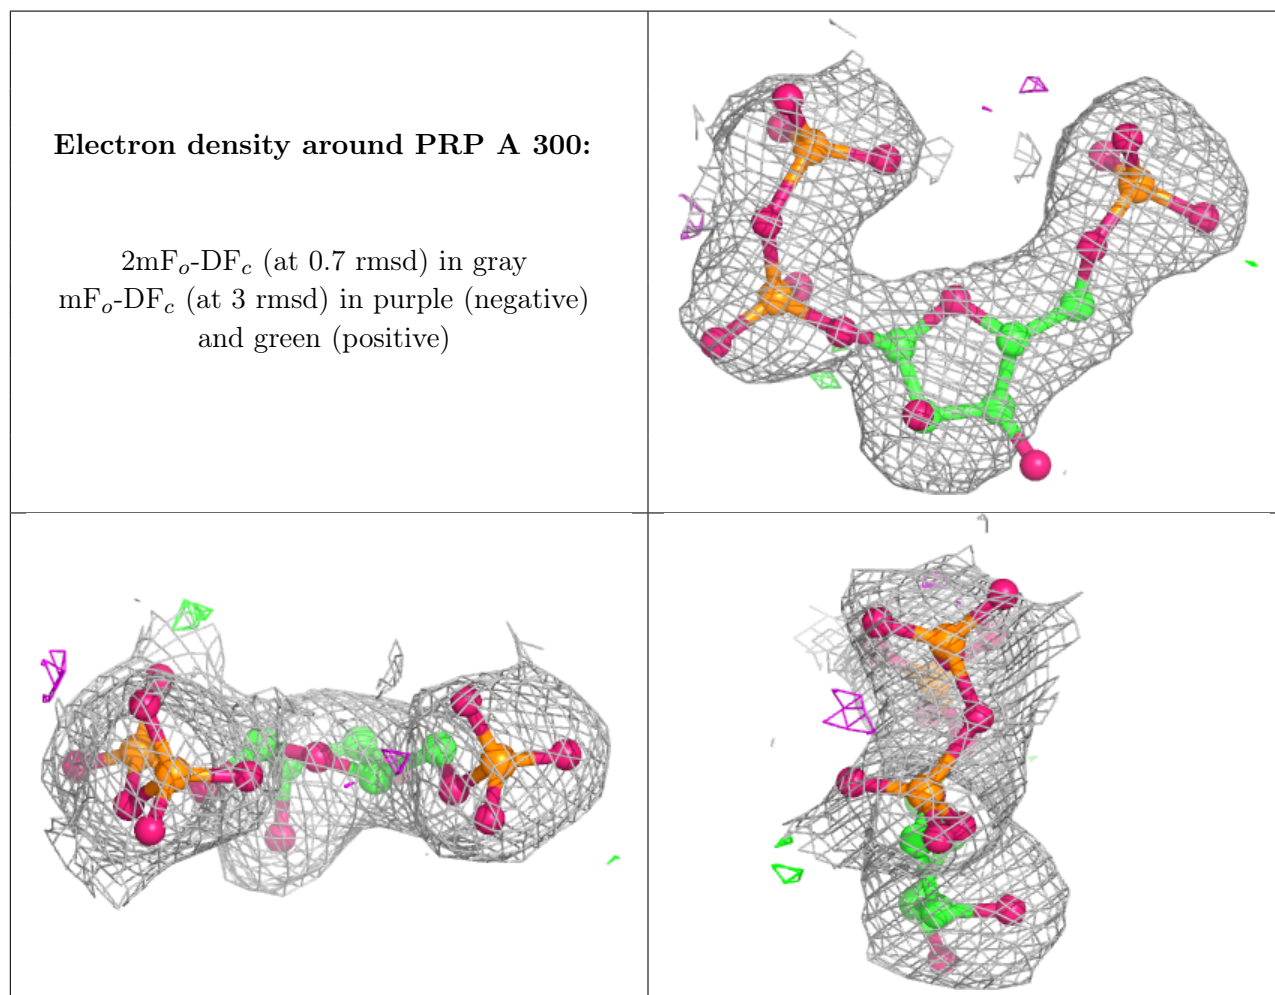 Electron density around PRP A 300:
2mFo-DFc (at 0.7 rmsd) in gray
mFo-DFc (at 3 rmsd) in purple (negative)
and green (positive)